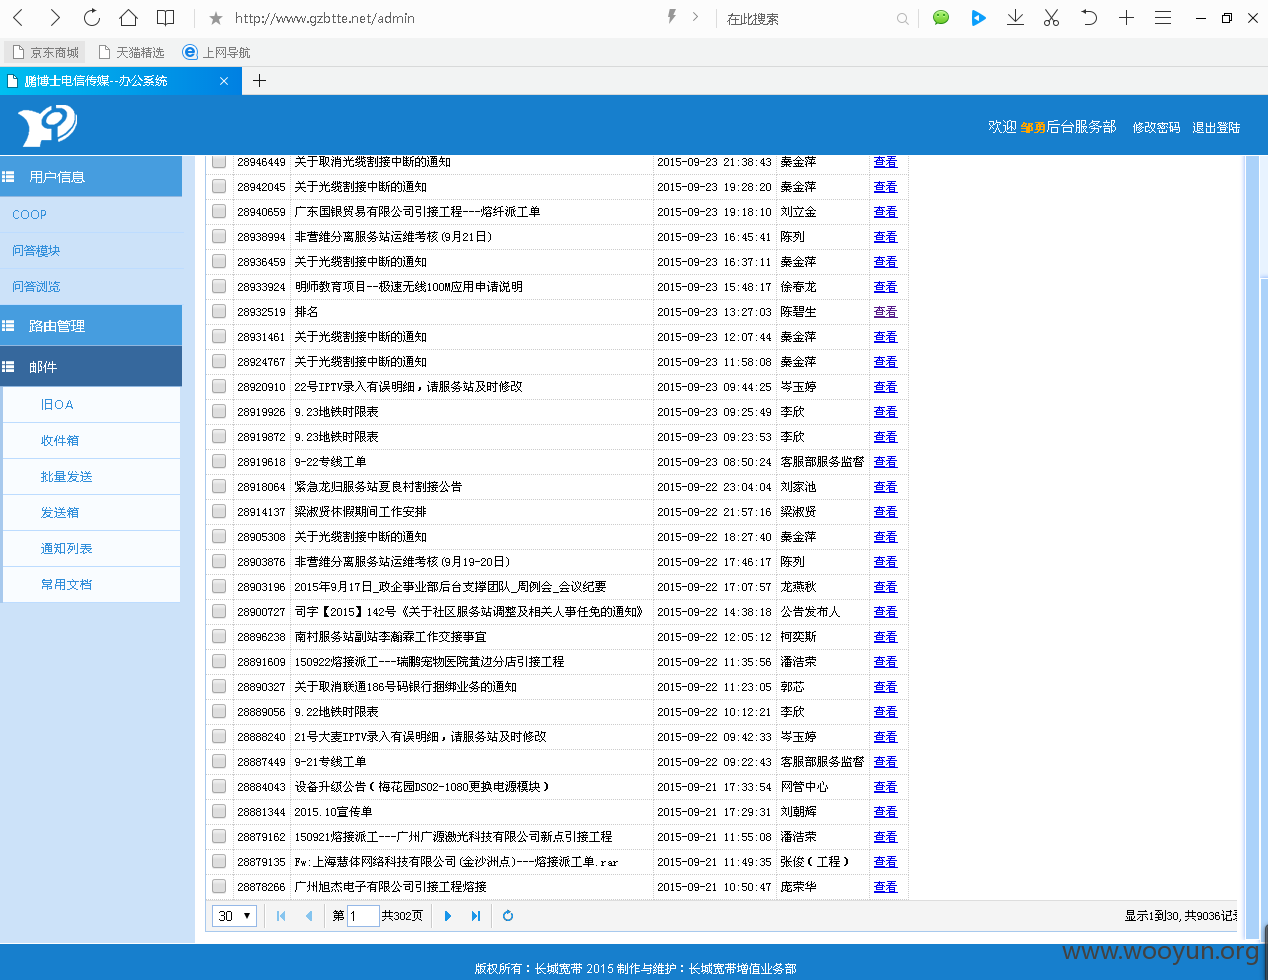 http://www.gzbtte.net/admin 在此搜索
京东商城 天猫精选 上网导航
鹏博士电信传媒--办公系统
欢迎 邹勇后台服务部 修改密码 退出登陆
用户信息
COOP
问答模块
问答浏览
路由管理
邮件
旧OA
收件箱
批量发送
发送箱
通知列表
常用文档
28946449 关于取消光缆割接中断的通知 2015-09-23 21:38:43 秦金萍 查看
28942045 关于光缆割接中断的通知 2015-09-23 19:28:20 秦金萍 查看
28940659 广东国银贸易有限公司引接工程---熔纤派工单 2015-09-23 19:18:10 刘立金 查看
28938994 非营维分离服务站运维考核(9月21日) 2015-09-23 16:45:41 陈列 查看
28936459 关于光缆割接中断的通知 2015-09-23 16:37:11 秦金萍 查看
28933924 明师教育项目--极速无线100M应用申请说明 2015-09-23 15:48:17 徐春龙 查看
28932519 排名 2015-09-23 13:27:03 陈碧生 查看
28931461 关于光缆割接中断的通知 2015-09-23 12:07:44 秦金萍 查看
28924767 关于光缆割接中断的通知 2015-09-23 11:58:08 秦金萍 查看
28920910 22号IPTV录入有误明细，请服务站及时修改 2015-09-23 09:44:25 岑玉婷 查看
28919926 9.23地铁时限表 2015-09-23 09:25:49 李欣 查看
28919872 9.23地铁时限表 2015-09-23 09:23:53 李欣 查看
28919618 9-22专线工单 2015-09-23 08:50:24 客服部服务监督 查看
28918064 紧急龙归服务站夏良村割接公告 2015-09-22 23:04:04 刘家池 查看
28914137 梁淑贤休假期间工作安排 2015-09-22 21:57:16 梁淑贤 查看
28905308 关于光缆割接中断的通知 2015-09-22 18:27:40 秦金萍 查看
28903876 非营维分离服务站运维考核(9月19-20日) 2015-09-22 17:46:17 陈列 查看
28903196 2015年9月17日_政企事业部后台支撑团队_周例会_会议纪要 2015-09-22 17:07:57 龙燕秋 查看
28900727 司字【2015】142号《关于社区服务站调整及相关人事任免的通知》 2015-09-22 14:38:18 公告发布人 查看
28896238 南村服务站副站李瀚霖工作交接事宜 2015-09-22 12:05:12 柯奕斯 查看
28891609 150922熔接派工---瑞鹏宠物医院黄边分店引接工程 2015-09-22 11:35:56 潘浩荣 查看
28890327 关于取消联通186号码银行捆绑业务的通知 2015-09-22 11:23:05 郭芯 查看
28889056 9.22地铁时限表 2015-09-22 10:12:21 李欣 查看
28888240 21号大麦IPTV录入有误明细，请服务站及时修改 2015-09-22 09:42:33 岑玉婷 查看
28887449 9-21专线工单 2015-09-22 09:22:43 客服部服务监督 查看
28884043 设备升级公告（梅花园DS02-1080更换电源模块） 2015-09-21 17:33:54 网管中心 查看
28881344 2015.10宣传单 2015-09-21 17:29:31 刘朝辉 查看
28879162 150921熔接派工---广州广源激光科技有限公司新点引接工程 2015-09-21 11:55:08 潘浩荣 查看
28879135 Fw:上海慧体网络科技有限公司(金沙洲点)---熔接派工单.rar 2015-09-21 11:49:35 张俊（工程） 查看
28878266 广州旭杰电子有限公司引接工程熔接 2015-09-21 10:50:47 庞荣华 查看
30 第 1 共302页 显示1到30,共9036记录
www.wooyun.org
版权所有：长城宽带 2015 制作与维护：长城宽带增值业务部